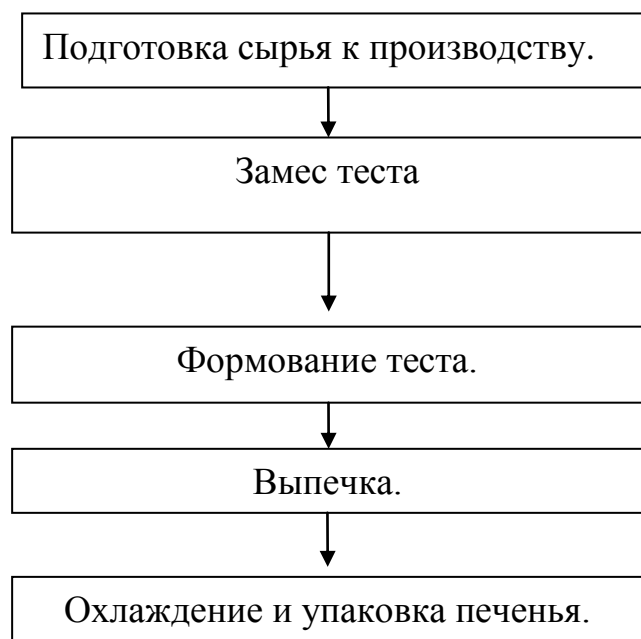 Подготовка сырья к производству.
Замес теста
Формование теста.
Выпечка.
Охлаждение и упаковка печенья.